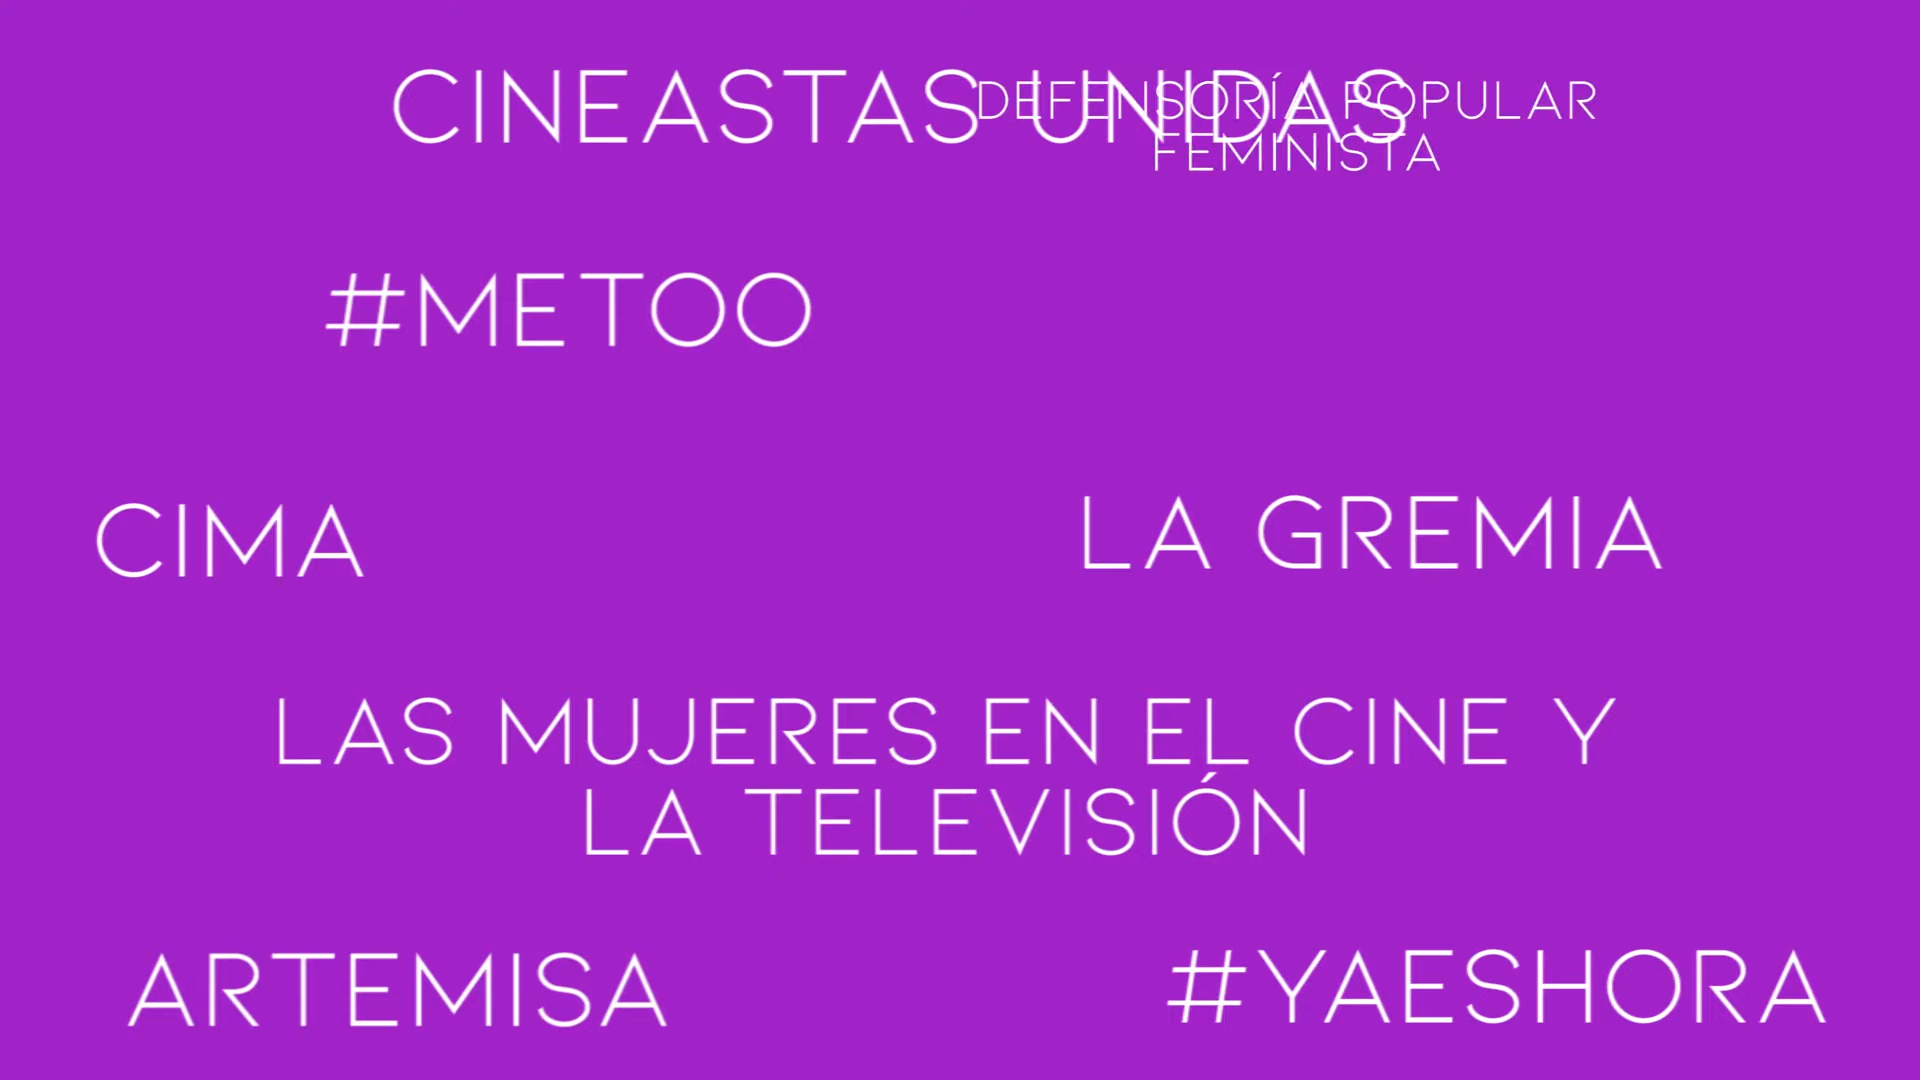 CINEASTAS UNIDAS
DEFENSORÍA POPULAR
FEMINISTA
#METOO
CIMA
LA GREMIA
LAS MUJERES EN EL CINE Y
LA TELEVISIÓN
ARTEMISA
#YAESHORA